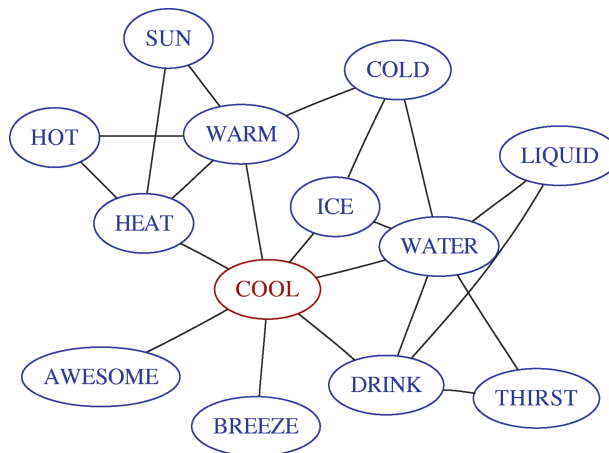 SUN
COLD
HOT
WARM
LIQUID
ICE
HEAT
WATER
COOL
AWESOME
DRINK
THIRST
BREEZE